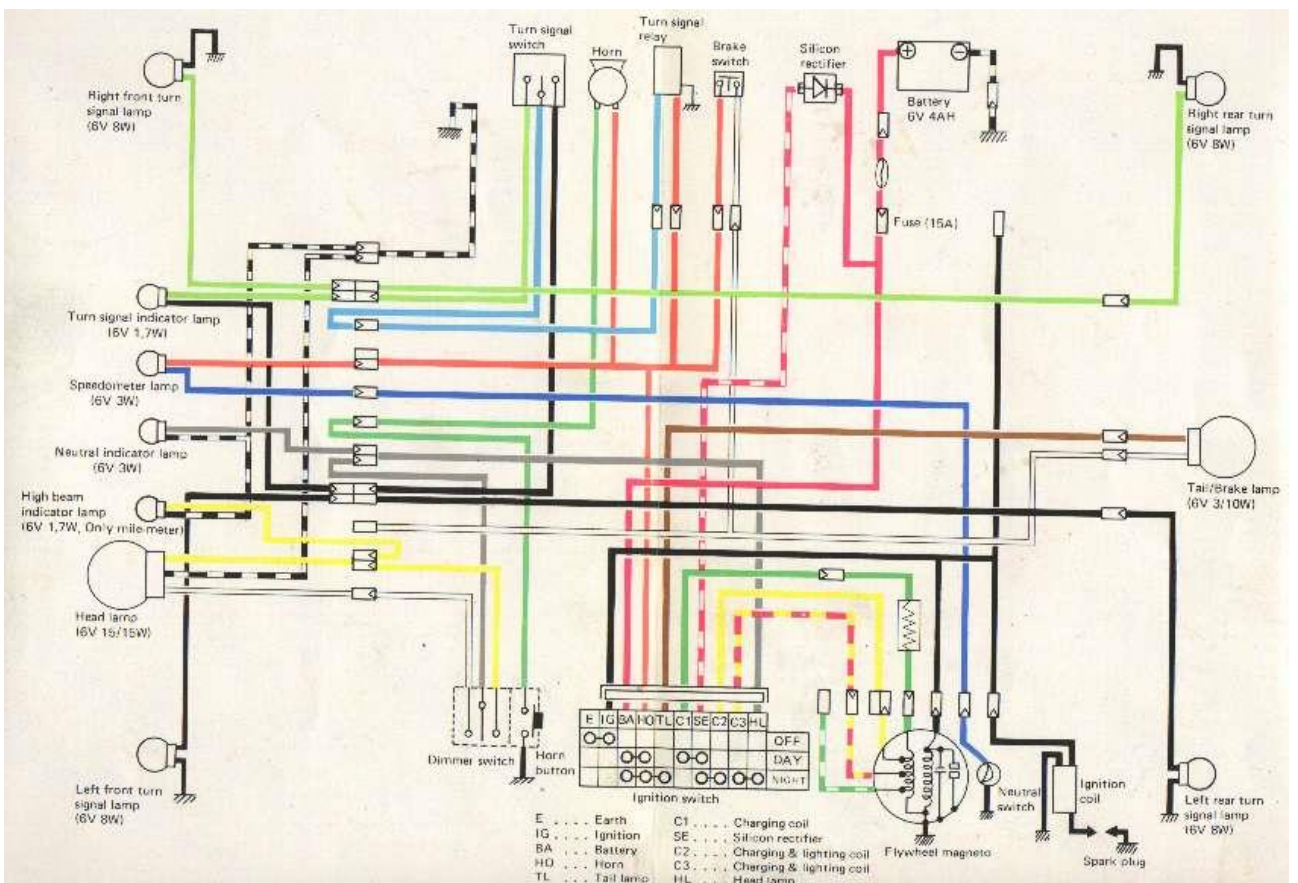 Turn signal
switch
Horn
Turn signal
relay
Brake
switch
Silicon
rectifier
Battery
6V 4AH
Right front turn
signal lamp
(6V 8W)
Right rear turn
signal lamp
(6V 8W)
Fuse (15A)
Turn signal indicator lamp
(6V 1,7W)
Speedometer lamp
(6V 3W)
Neutral indicator lamp
(6V 3W)
High beam
indicator lamp
(6V 1,7W, Only mile-meter)
Head lamp
(6V 15/15W)
Tail/Brake lamp
(6V 3/10W)
Left front turn
signal lamp
(6V 8W)
Dimmer switch
Horn
button
E IG BA HO TL C1 SE C2 C3 HL
OFF
DAY
NIGHT
Ignition switch
Flywheel magneto
Neutral
switch
Ignition
coil
Spark plug
Left rear turn
signal lamp
(6V 8W)
E .... Earth
IG .... Ignition
BA ... Battery
HO ... Horn
TL ... Tail lamp
C1 .... Charging coil
SE .... Silicon rectifier
C2 .... Charging & lighting coil
C3 .... Charging & lighting coil
HL .... Head lamp